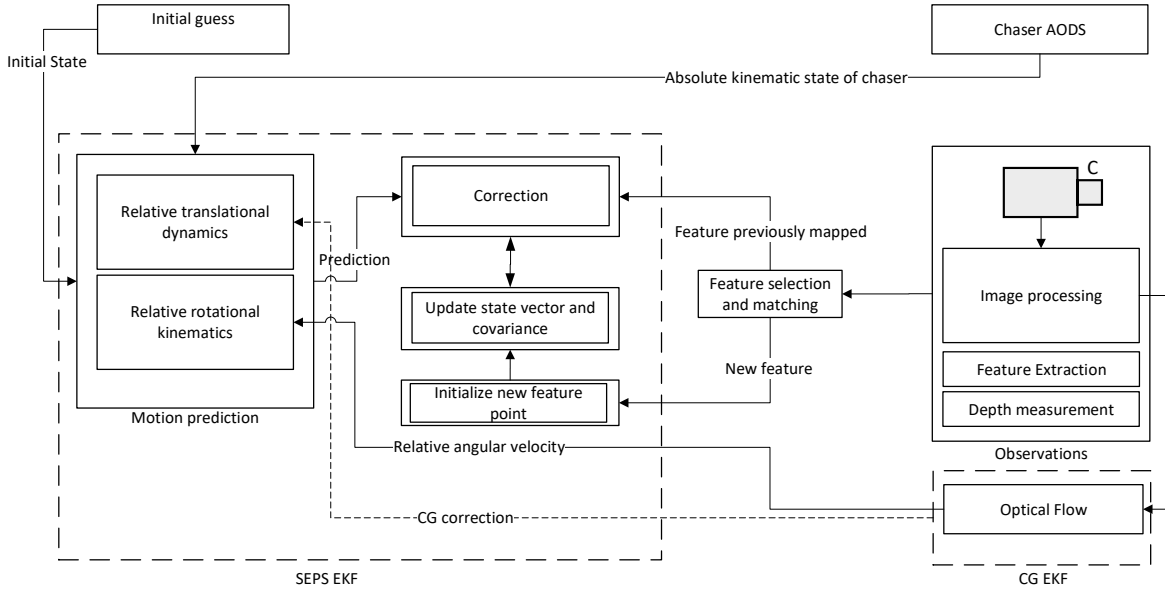 Initial guess
Chaser AODS
Initial State
Absolute kinematic state of chaser
C
Relative translational
dynamics
Correction
Feature previously mapped
Prediction
Feature selection
and matching
Image processing
Relative rotational
kinematics
Update state vector and
covariance
New feature
Feature Extraction
Initialize new feature
point
Depth measurement
Motion prediction
Relative angular velocity
Observations
Optical Flow
CG correction
SEPS EKF
CG EKF